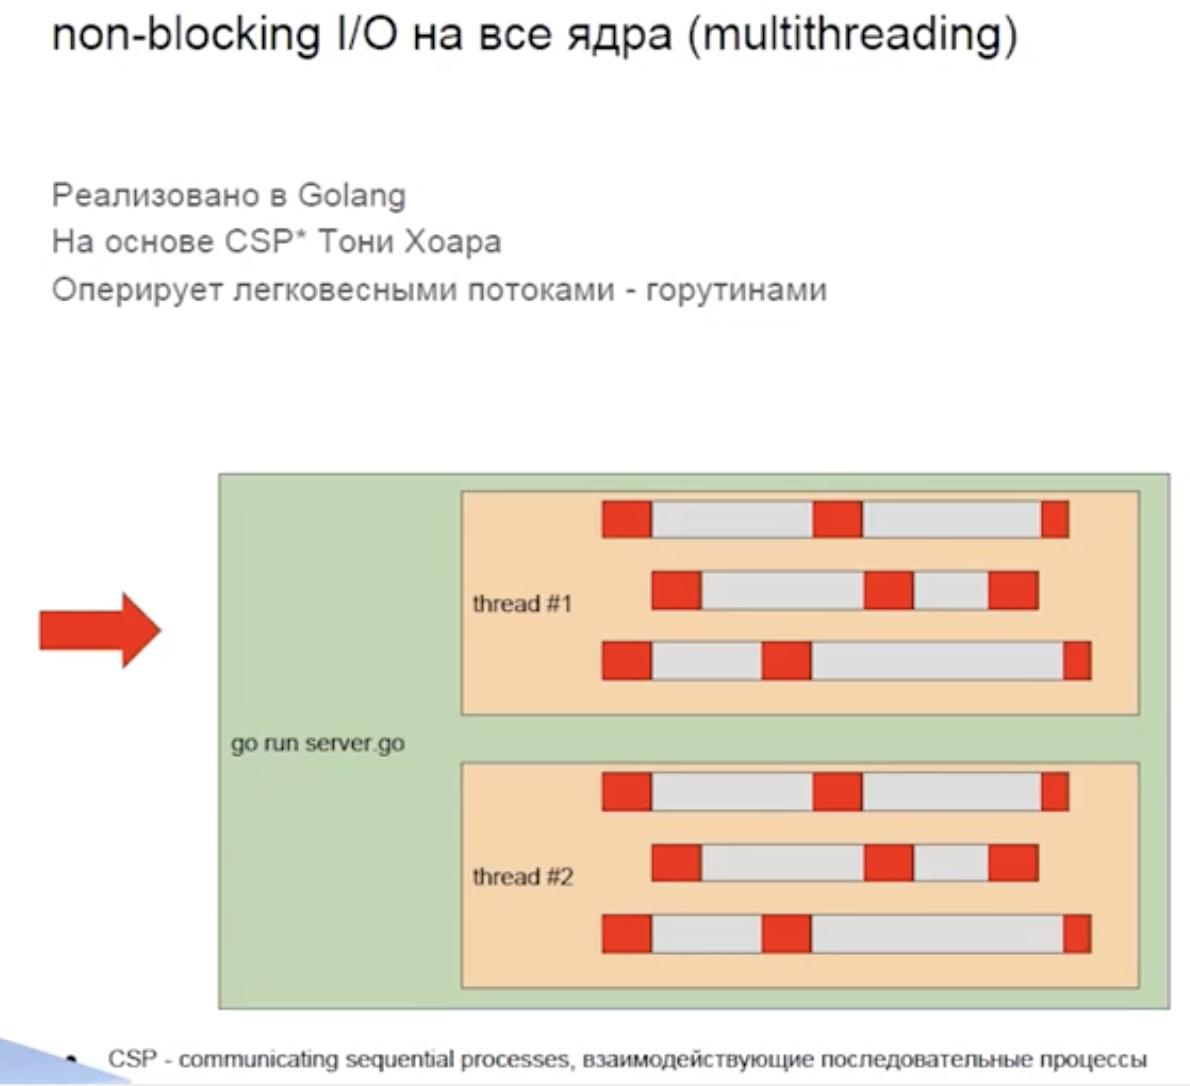 non-blocking I/O на все ядра (multithreading)
Реализовано в Golang
На основе CSP* Тони Хоара
Оперирует легковесными потоками - горутинами
thread #1
go run server.go
thread #2
• CSP - communicating sequential processes, взаимодействующие последовательные процессы